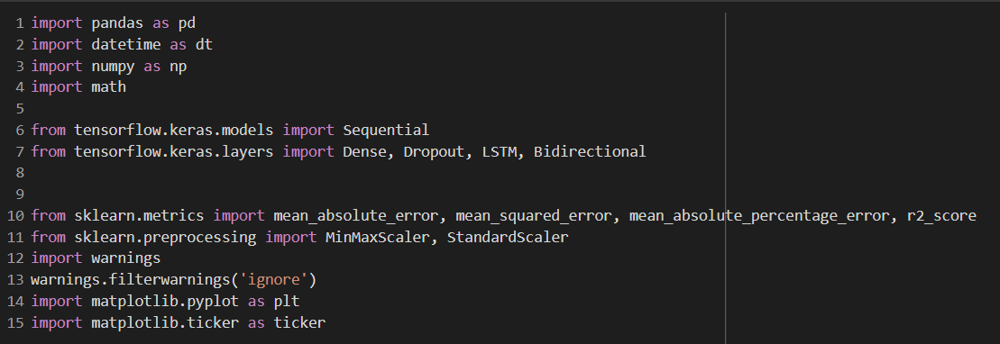 1 import pandas as pd
2 import datetime as dt
3 import numpy as np
4 import math
5
6 from tensorflow.keras.models import Sequential
7 from tensorflow.keras.layers import Dense, Dropout, LSTM, Bidirectional
8
9
10 from sklearn.metrics import mean_absolute_error, mean_squared_error, mean_absolute_percentage_error, r2_score
11 from sklearn.preprocessing import MinMaxScaler, StandardScaler
12 import warnings
13 warnings.filterwarnings('ignore')
14 import matplotlib.pyplot as plt
15 import matplotlib.ticker as ticker